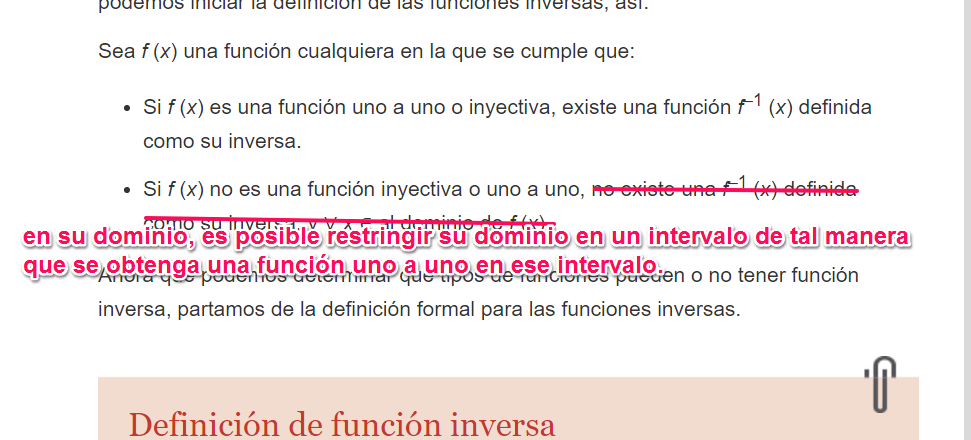 podemos iniciar la definición de las funciones inversas, así:
Sea f (x) una función cualquiera en la que se cumple que:
• Si f (x) es una función uno a uno o inyectiva, existe una función f⁻¹ (x) definida
como su inversa.
• Si f (x) no es una función inyectiva o uno a uno, no existe una f⁻¹ (x) definida
como su inversa, y ∀ x ∈ al dominio de f (x).
en su dominio, es posible restringir su dominio en un intervalo de tal manera
que se obtenga una función uno a uno en ese intervalo.
Ahora que podemos determinar que tipos de funciones pueden o no tener función
inversa, partamos de la definición formal para las funciones inversas.
Definición de función inversa